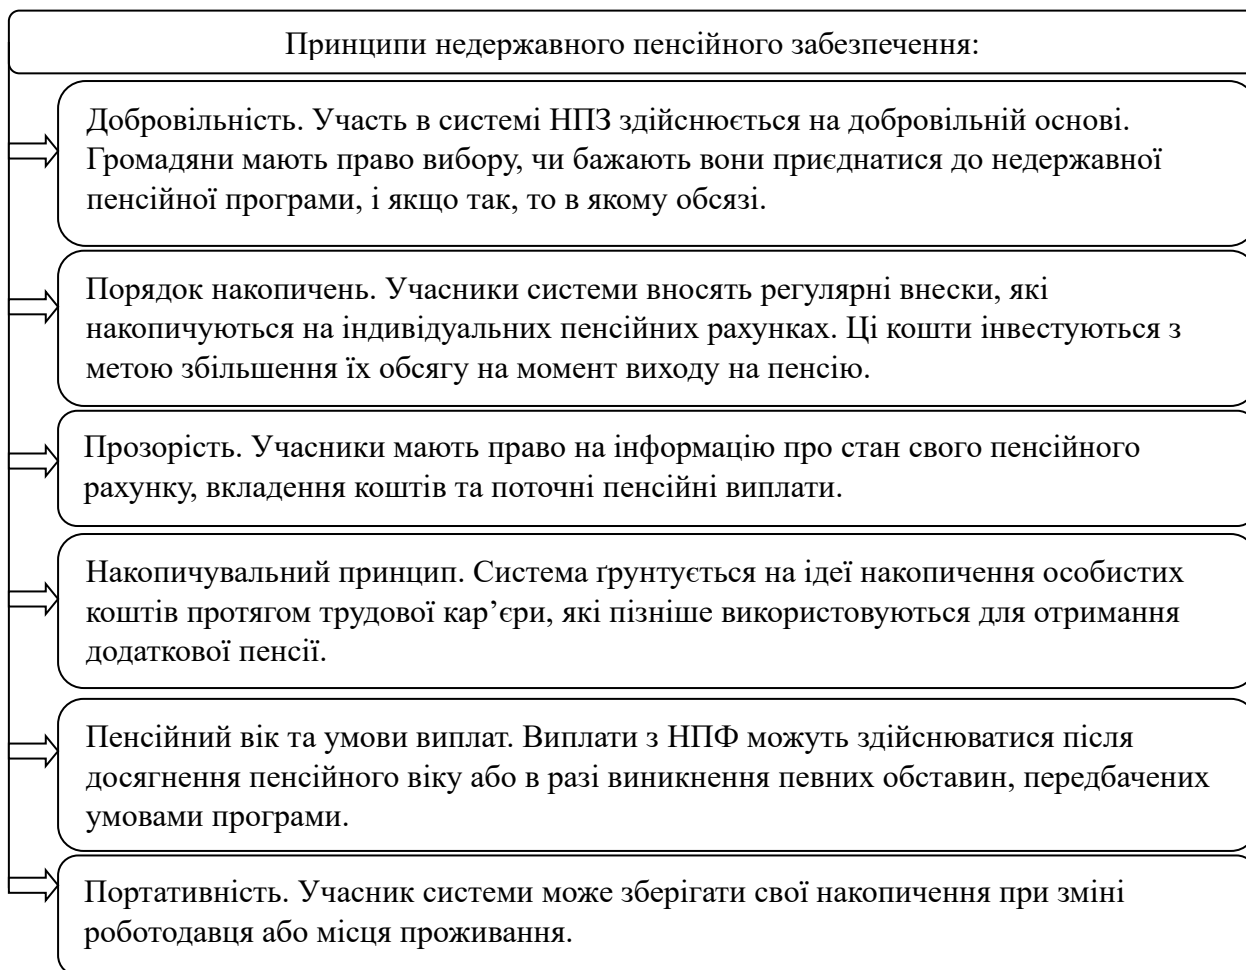 Принципи недержавного пенсійного забезпечення:
Добровільність. Участь в системі НПЗ здійснюється на добровільній основі.
Громадяни мають право вибору, чи бажають вони приєднатися до недержавної
пенсійної програми, і якщо так, то в якому обсязі.
Порядок накопичень. Учасники системи вносять регулярні внески, які
накопичуються на індивідуальних пенсійних рахунках. Ці кошти інвестуються з
метою збільшення їх обсягу на момент виходу на пенсію.
Прозорість. Учасники мають право на інформацію про стан свого пенсійного
рахунку, вкладення коштів та поточні пенсійні виплати.
Накопичувальний принцип. Система ґрунтується на ідеї накопичення особистих
коштів протягом трудової кар’єри, які пізніше використовуються для отримання
додаткової пенсії.
Пенсійний вік та умови виплат. Виплати з НПФ можуть здійснюватися після
досягнення пенсійного віку або в разі виникнення певних обставин, передбачених
умовами програми.
Портативність. Учасник системи може зберігати свої накопичення при зміні
роботодавця або місця проживання.